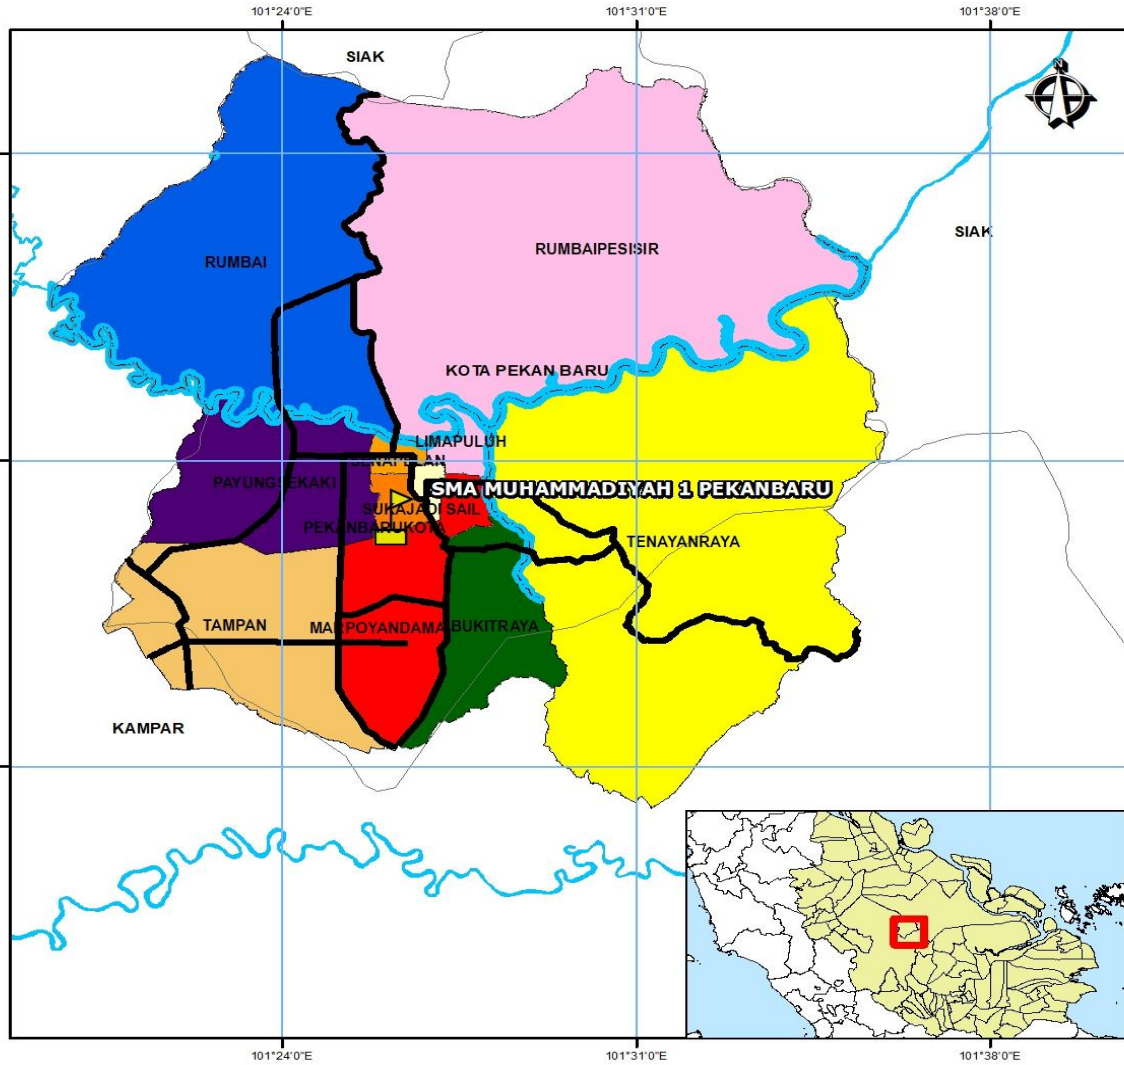 101°24'0"E
101°31'0"E
101°38'0"E
SIAK
N
SIAK
RUMBAIPESISIR
RUMBAI
KOTA PEKAN BARU
LIMAPULUH
SENAPELAN
PAYUNGSEKAKI
SMA MUHAMMADIYAH 1 PEKANBARU
SUKAJADI SAIL
PEKANBARUKOTA
TENAYANRAYA
TAMPAN
MARPOYANDAMAI
BUKITRAYA
KAMPAR
101°24'0"E
101°31'0"E
101°38'0"E